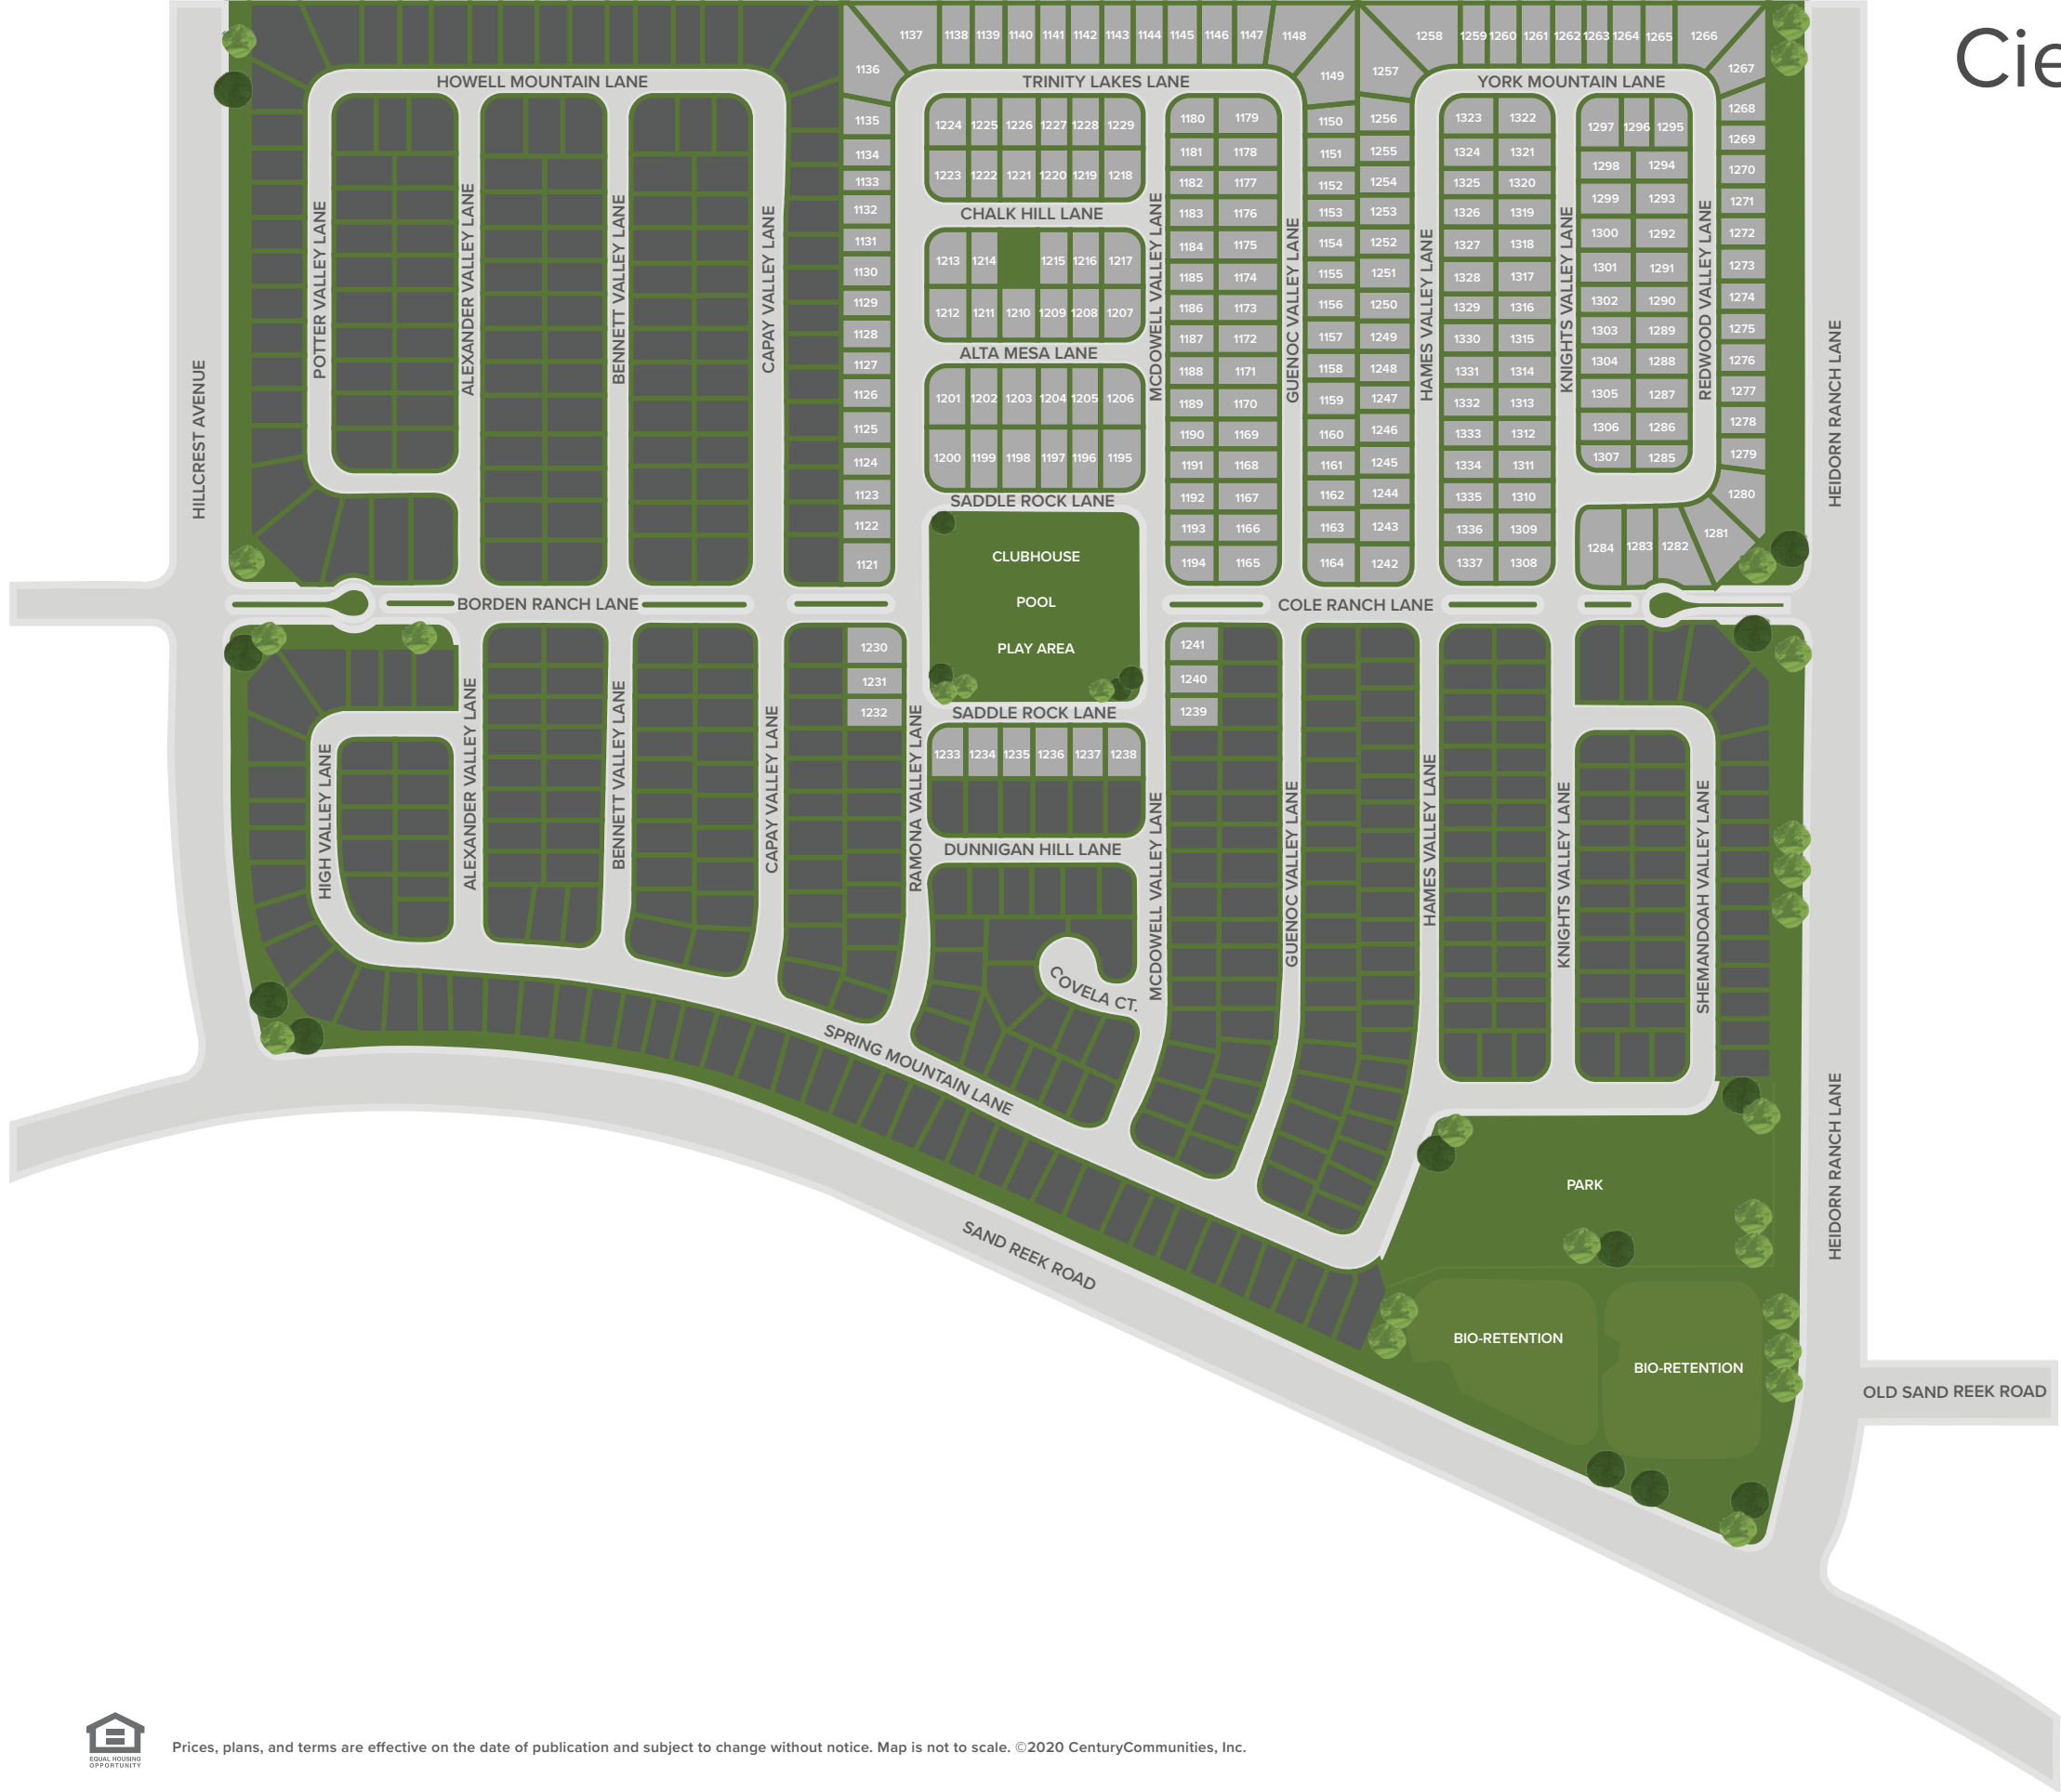 Cie
1137 1138 1139 1140 1141 1142 1143 1144 1145 1146 1147 1148
1258 1259 1260 1261 1262 1263 1264 1265 1266
1136
1149 1257
1267
HOWELL MOUNTAIN LANE
TRINITY LAKES LANE
YORK MOUNTAIN LANE
1135 1134 1133 1132 1131 1130 1129 1128 1127 1126 1125 1124 1123 1122 1121
1224 1225 1226 1227 1228 1229
1223 1222 1221 1220 1219 1218
CHALK HILL LANE
1213 1214 1215 1216 1217
1212 1211 1210 1209 1208 1207
ALTA MESA LANE
1201 1202 1203 1204 1205 1206
1200 1199 1198 1197 1196 1195
SADDLE ROCK LANE
CLUBHOUSE
POOL
PLAY AREA
1180 1179
1181 1178
1182 1177
1183 1176
1184 1175
1185 1174
1186 1173
1187 1172
1188 1171
1189 1170
1190 1169
1191 1168
1192 1167
1193 1166
1194 1165
1150 1256
1151 1255
1152 1254
1153 1253
1154 1252
1155 1251
1156 1250
1157 1249
1158 1248
1159 1247
1160 1246
1161 1245
1162 1244
1163 1243
1164 1242
1323 1322
1324 1321
1325 1320
1326 1319
1327 1318
1328 1317
1329 1316
1330 1315
1331 1314
1332 1313
1333 1312
1334 1311
1335 1310
1336 1309
1337 1308
1297 1296 1295
1298 1294
1299 1293
1300 1292
1301 1291
1302 1290
1303 1289
1304 1288
1305 1287
1306 1286
1307 1285
1268
1269
1270
1271
1272
1273
1274
1275
1276
1277
1278
1279
1280
1281
1284 1283 1282
HILLCREST AVENUE
POTTER VALLEY LANE
ALEXANDER VALLEY LANE
BENNETT VALLEY LANE
CAPAY VALLEY LANE
MCDOWELL VALLEY LANE
GUENOC VALLEY LANE
HAMES VALLEY LANE
KNIGHTS VALLEY LANE
REDWOOD VALLEY LANE
HEIDORN RANCH LANE
BORDEN RANCH LANE
COLE RANCH LANE
1230
1231
1232
1241
1240
1239
SADDLE ROCK LANE
1233 1234 1235 1236 1237 1238
DUNNIGAN HILL LANE
HIGH VALLEY LANE
ALEXANDER VALLEY LANE
BENNETT VALLEY LANE
CAPAY VALLEY LANE
RAMONA VALLEY LANE
MCDOWELL VALLEY LANE
GUENOC VALLEY LANE
HAMES VALLEY LANE
KNIGHTS VALLEY LANE
SHEMANDOAH VALLEY LANE
COVELA CT.
SPRING MOUNTAIN LANE
SAND REEK ROAD
HEIDORN RANCH LANE
PARK
BIO-RETENTION
BIO-RETENTION
OLD SAND REEK ROAD
EQUAL HOUSING
OPPORTUNITY
Prices, plans, and terms are effective on the date of publication and subject to change without notice. Map is not to scale. ©2020 CenturyCommunities, Inc.